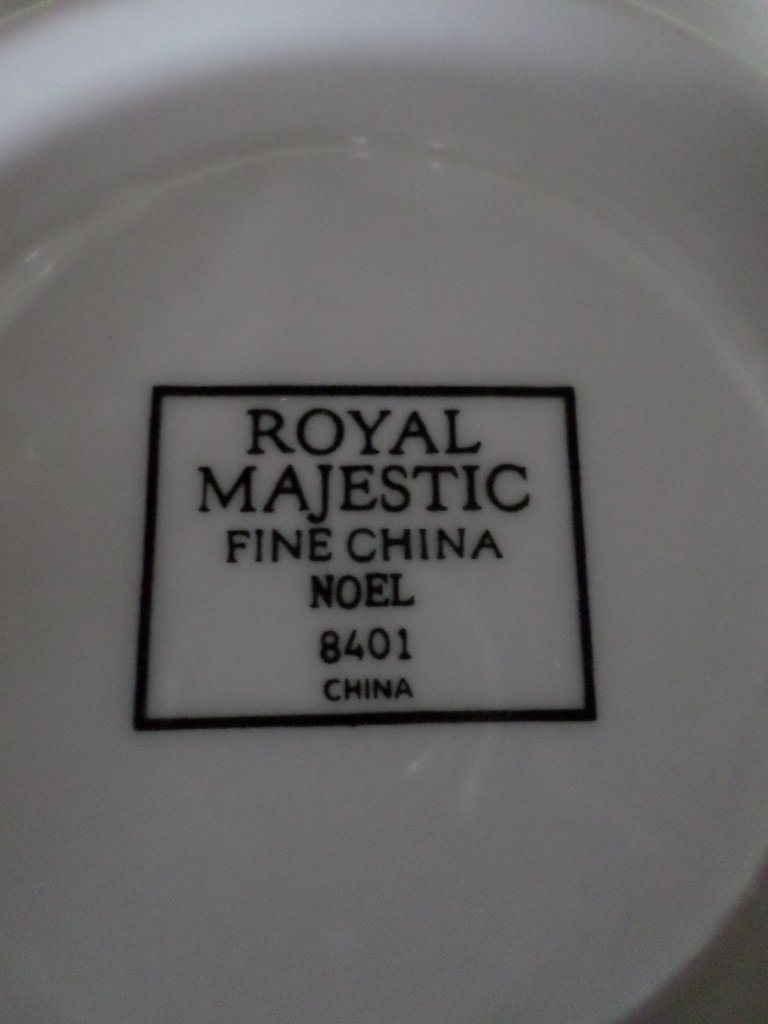 ROYAL
MAJESTIC
FINE CHINA
NOEL
8401
CHINA